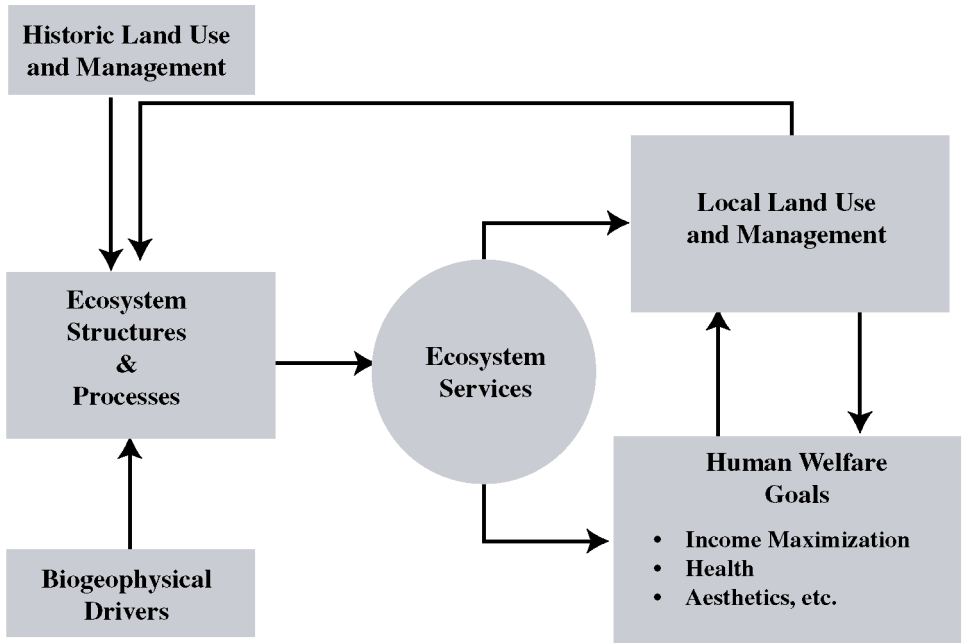 Historic Land Use
and Management
Local Land Use
and Management
Ecosystem
Structures
&
Processes
Ecosystem
Services
Human Welfare
Goals
• Income Maximization
• Health
• Aesthetics, etc.
Biogeophysical
Drivers